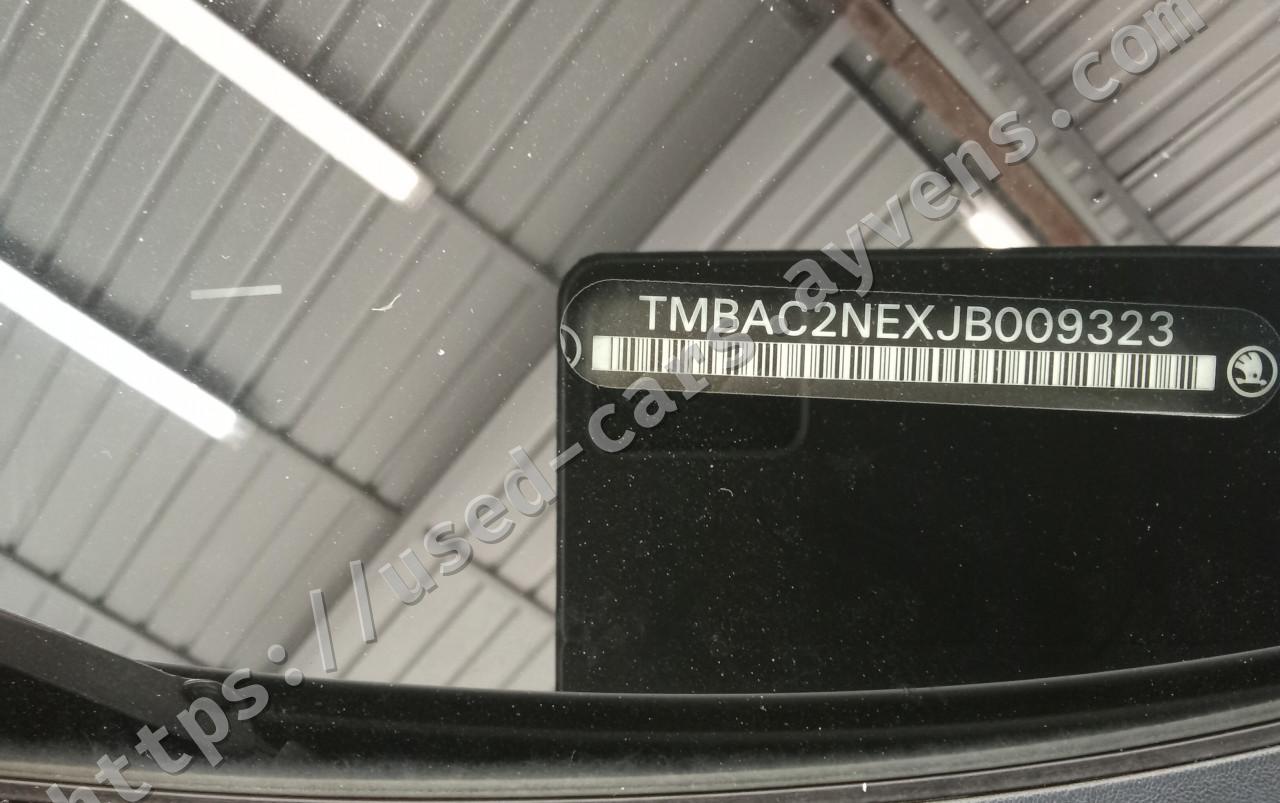 TMBAC2NEXJB009323
https://used-cars.ayvens.com